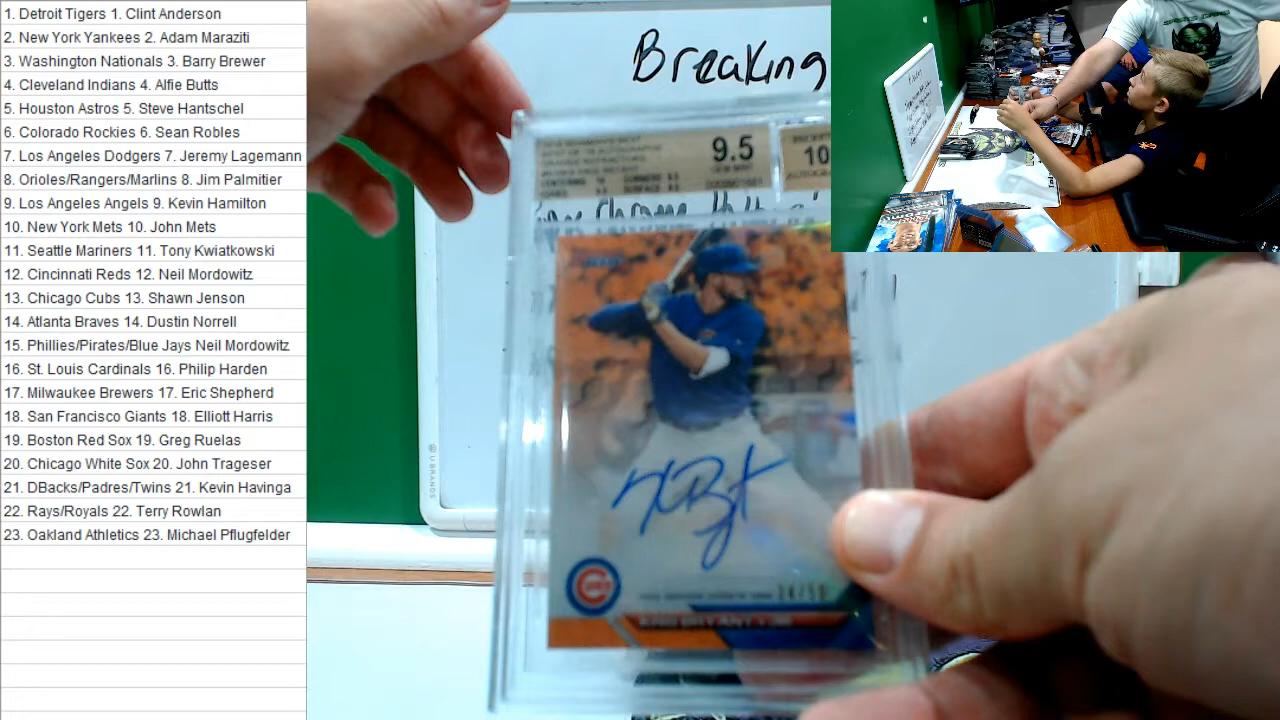 1. Detroit Tigers 1. Clint Anderson
2. New York Yankees 2. Adam Maraziti
3. Washington Nationals 3. Barry Brewer
4. Cleveland Indians 4. Alfie Butts
5. Houston Astros 5. Steve Hantschel
6. Colorado Rockies 6. Sean Robles
7. Los Angeles Dodgers 7. Jeremy Lagemann
8. Orioles/Rangers/Marlins 8. Jim Palmitier
9. Los Angeles Angels 9. Kevin Hamilton
10. New York Mets 10. John Mets
11. Seattle Mariners 11. Tony Kwiatkowski
12. Cincinnati Reds 12. Neil Mordowitz
13. Chicago Cubs 13. Shawn Jenson
14. Atlanta Braves 14. Dustin Norrell
15. Phillies/Pirates/Blue Jays Neil Mordowitz
16. St. Louis Cardinals 16. Philip Harden
17. Milwaukee Brewers 17. Eric Shepherd
18. San Francisco Giants 18. Elliott Harris
19. Boston Red Sox 19. Greg Ruelas
20. Chicago White Sox 20. John Trageser
21. DBacks/Padres/Twins 21. Kevin Havinga
22. Rays/Royals 22. Terry Rowlan
23. Oakland Athletics 23. Michael Pflugfelder
Breaking
9.5
10
Chrome
UBRANDS
KRIS BRYANT